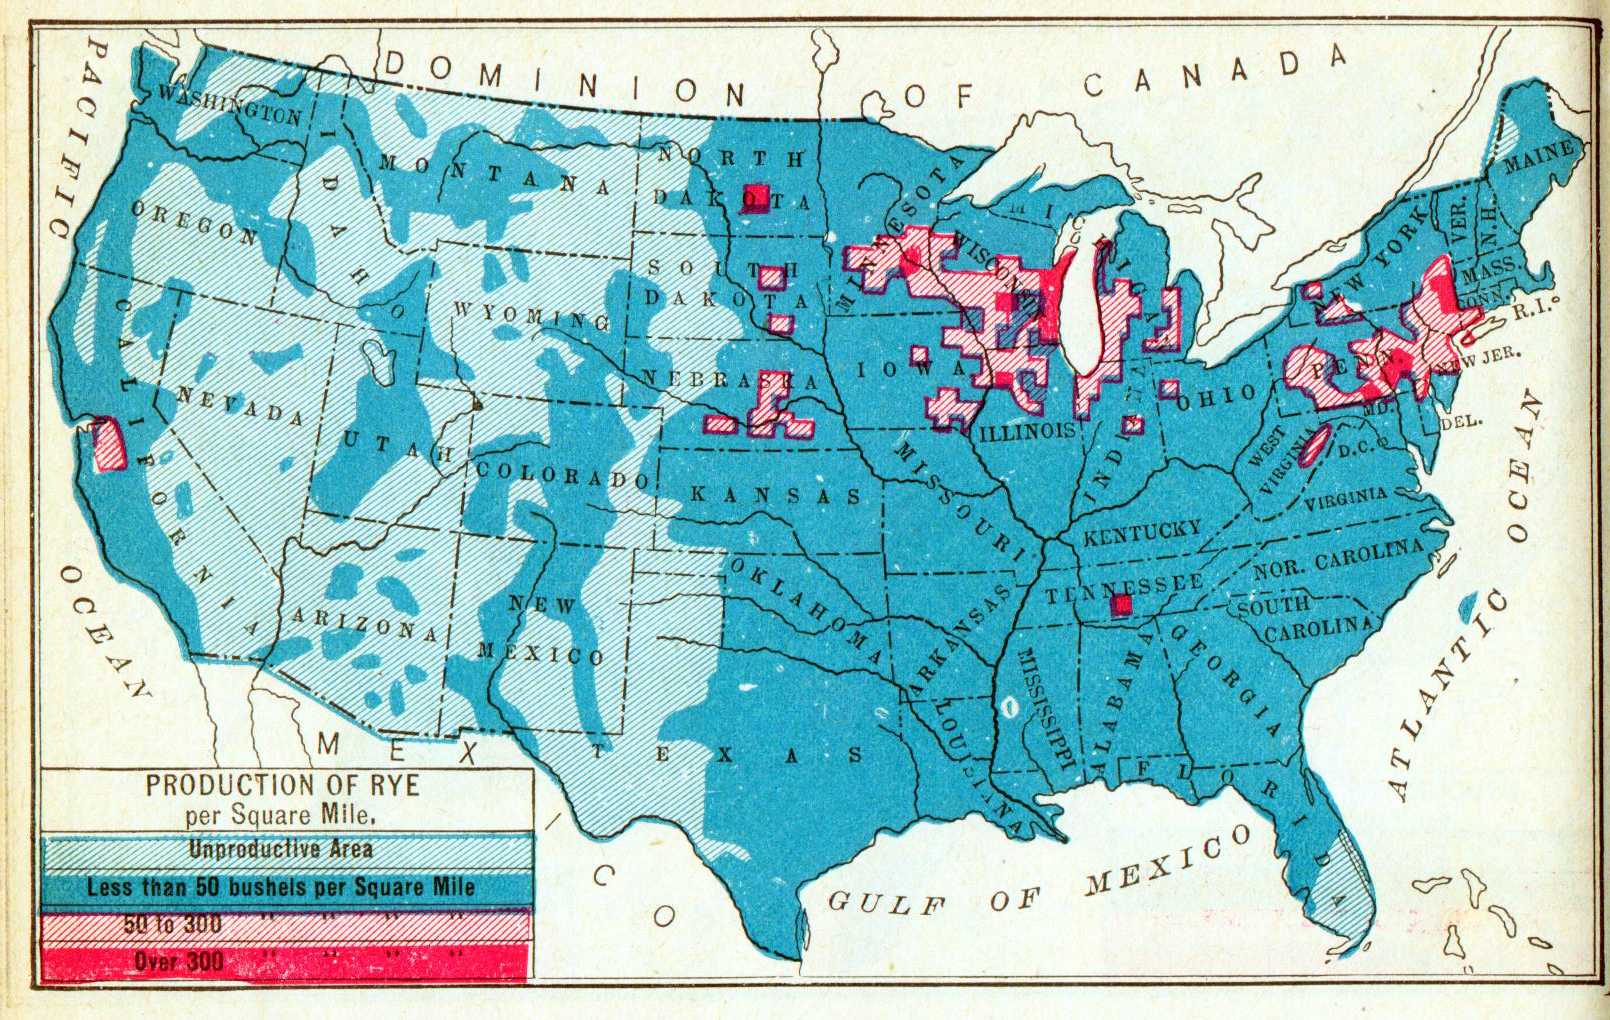 DOMINION OF CANADA
PACIFIC
OCEAN
WASHINGTON
OREGON
CALIFORNIA
IDAHO
NEVADA
MONTANA
WYOMING
UTAH
COLORADO
ARIZONA
NEW
MEXICO
NORTH
DAKOTA
SOUTH
DAKOTA
NEBRASKA
KANSAS
OKLAHOMA
TEXAS
MINNESOTA
IOWA
MISSOURI
ARKANSAS
LOUISIANA
WISCONSIN
ILLINOIS
MICHIGAN
INDIANA
OHIO
KENTUCKY
TENNESSEE
MISSISSIPPI
ALABAMA
GEORGIA
FLORIDA
SOUTH
CAROLINA
NOR. CAROLINA
VIRGINIA
WEST
VIRGINIA
D.C.
MD.
DEL.
PENN.
NEW JER.
NEW YORK
CONN.
R.I.
MASS.
VER.
N.H.
MAINE
ATLANTIC OCEAN
GULF OF MEXICO
MEXICO
PRODUCTION OF RYE
per Square Mile.
Unproductive Area
Less than 50 bushels per Square Mile
50 to 300 " " " "
Over 300 " " " "